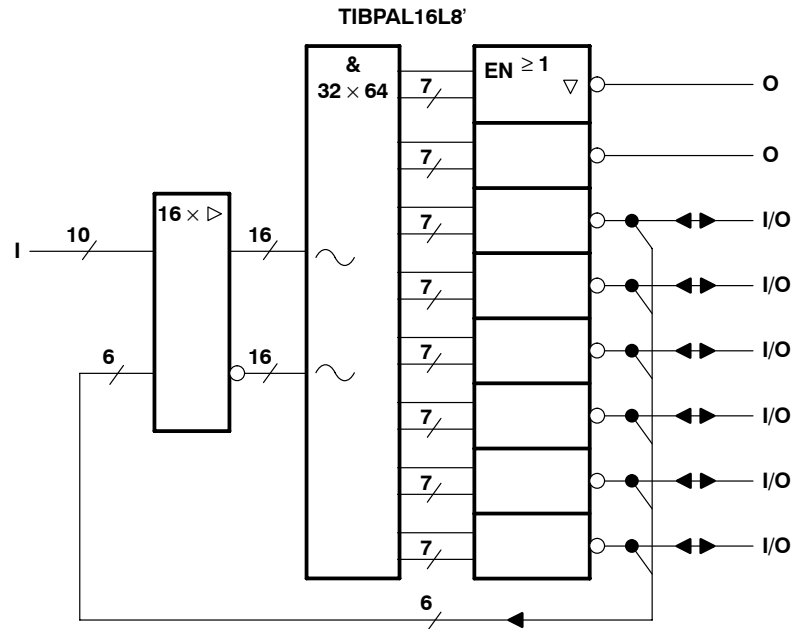 TIBPAL16L8'
&
32 × 64
EN ≥ 1
▽
7
O
7
O
16 × ▷
7
I/O
I
10
16
7
I/O
6
16
7
I/O
7
I/O
7
I/O
7
I/O
6